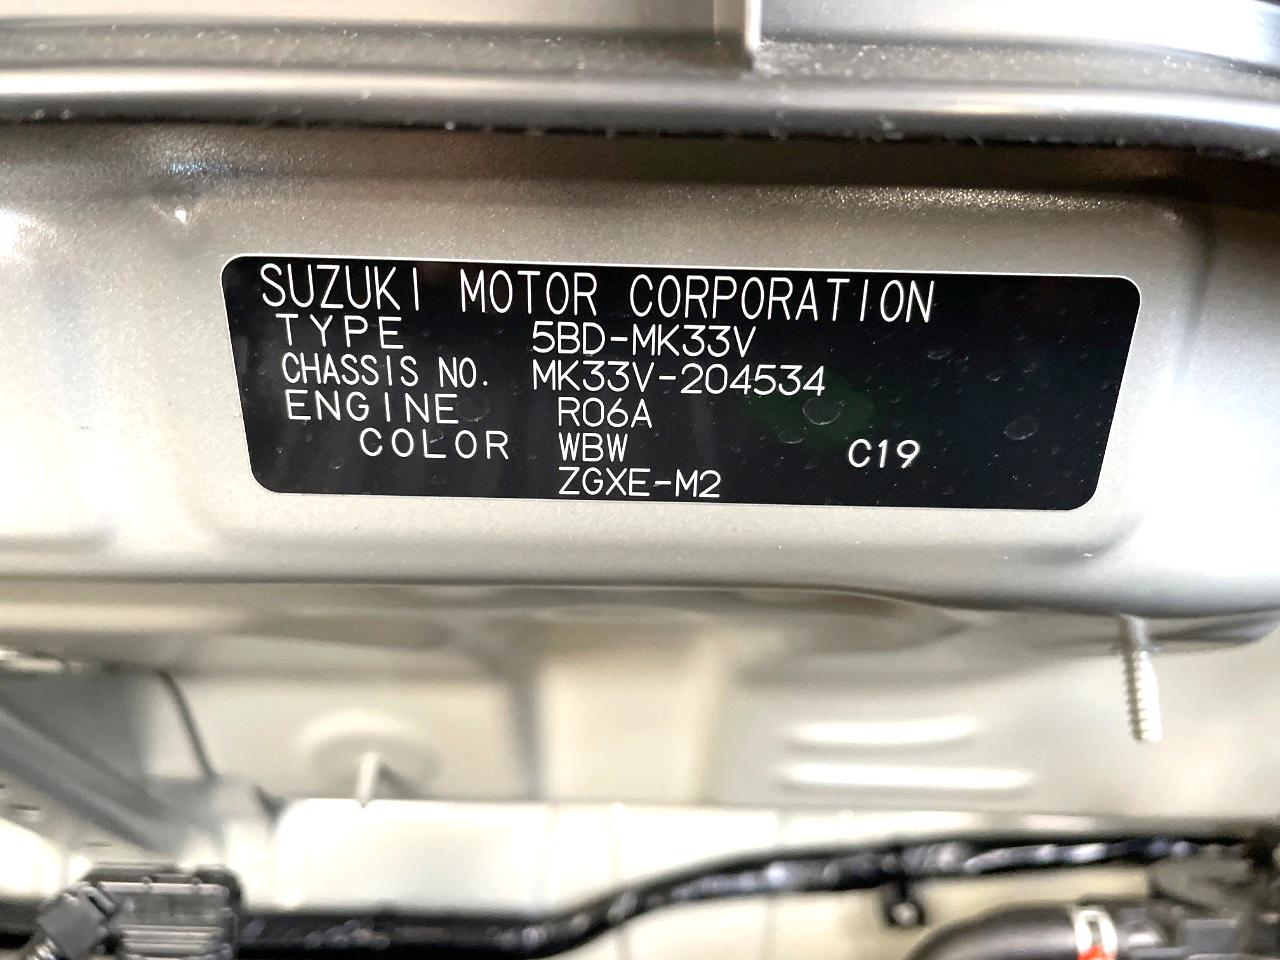 SUZUKI MOTOR CORPORATION
TYPE 5BD-MK33V
CHASSIS NO. MK33V-204534
ENGINE R06A
COLOR WBW C19
ZGXE-M2